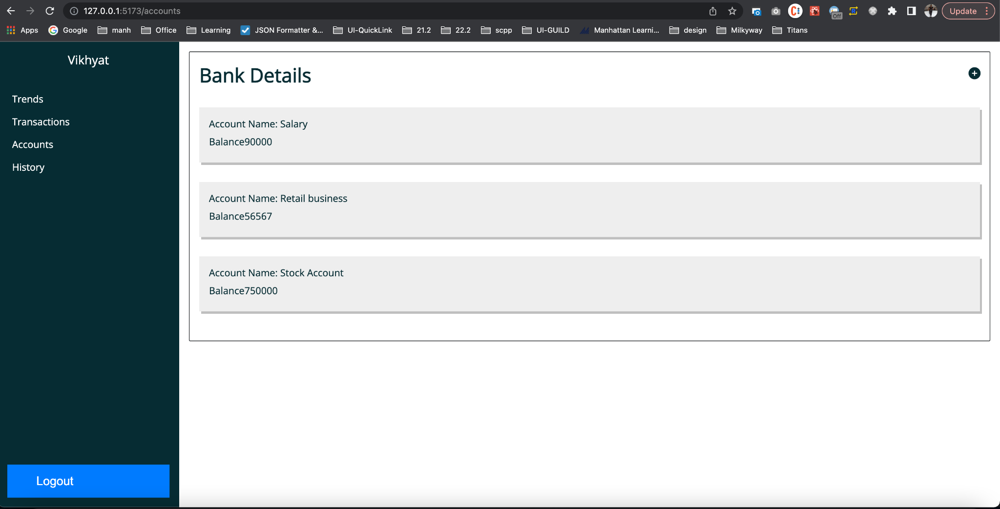 127.0.0.1:5173/accounts
Update
Off
Apps Google manh Office Learning JSON Formatter &... UI-QuickLink 21.2 22.2 scpp UI-GUILD Manhattan Learni... design Milkyway Titans
Vikhyat
Trends
Transactions
Accounts
History
Logout
Bank Details
Account Name: Salary
Balance90000
Account Name: Retail business
Balance56567
Account Name: Stock Account
Balance750000